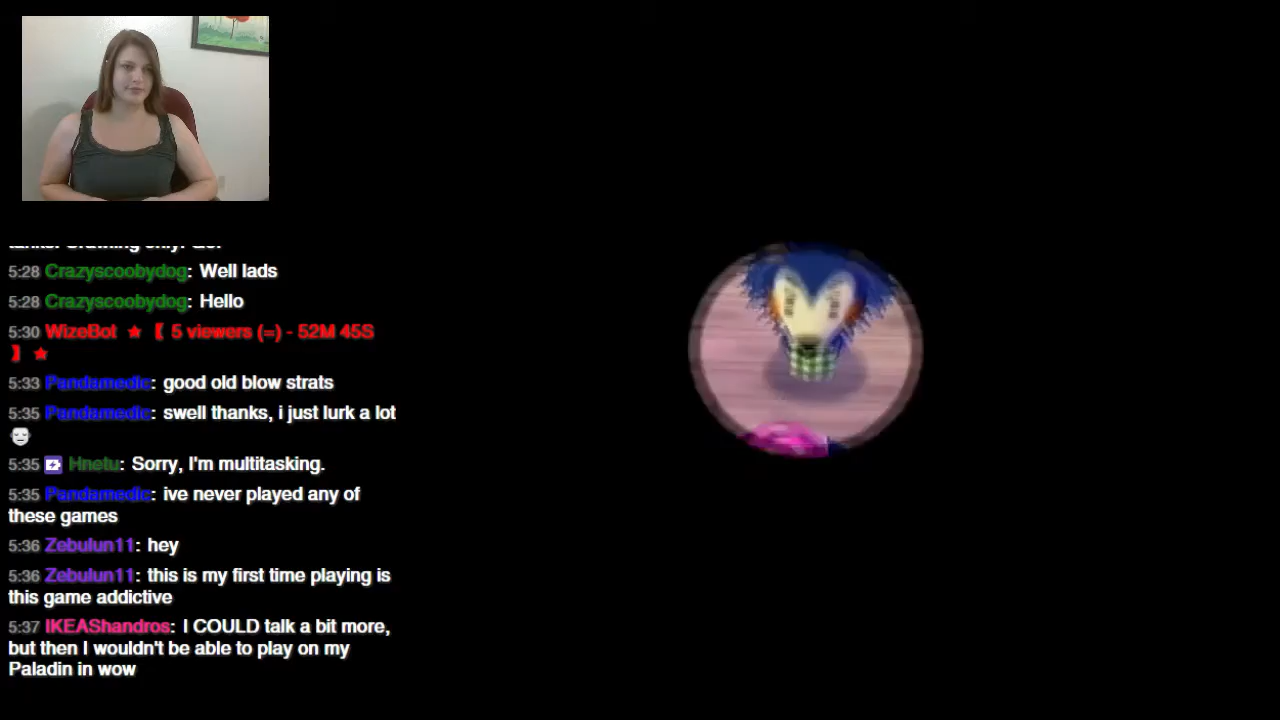 5:28 Crazyscoobydog: Well lads
5:28 Crazyscoobydog: Hello
5:30 WizeBot ★ 【 5 viewers (=) - 52M 45S
】 ★
5:33 Pandamedic: good old blow strats
5:35 Pandamedic: swell thanks, i just lurk a lot
5:35 Hnetu: Sorry, I'm multitasking.
5:35 Pandamedic: ive never played any of
these games
5:36 Zebulun11: hey
5:36 Zebulun11: this is my first time playing is
this game addictive
5:37 IKEAShandros: I COULD talk a bit more,
but then I wouldn't be able to play on my
Paladin in wow